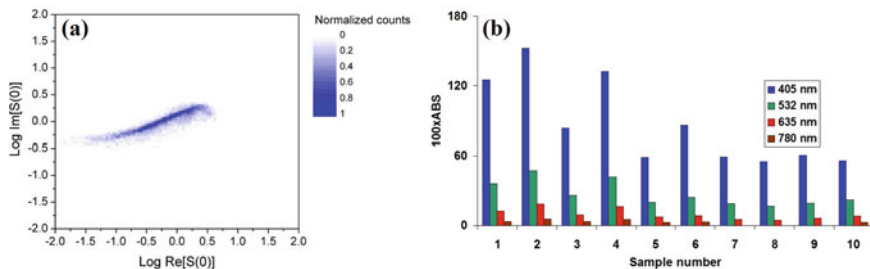 (a)
Normalized counts
0
0.2
0.4
0.6
0.8
1
2.0
1.5
1.0
0.5
0.0
-0.5
-1.0
-1.5
-2.0
Log Im[S(0)]
-2.0 -1.5 -1.0 -0.5 0.0 0.5 1.0 1.5 2.0
Log Re[S(0)]
(b)
180
120
60
0
100xABS
405 nm
532 nm
635 nm
780 nm
1 2 3 4 5 6 7 8 9 10
Sample number